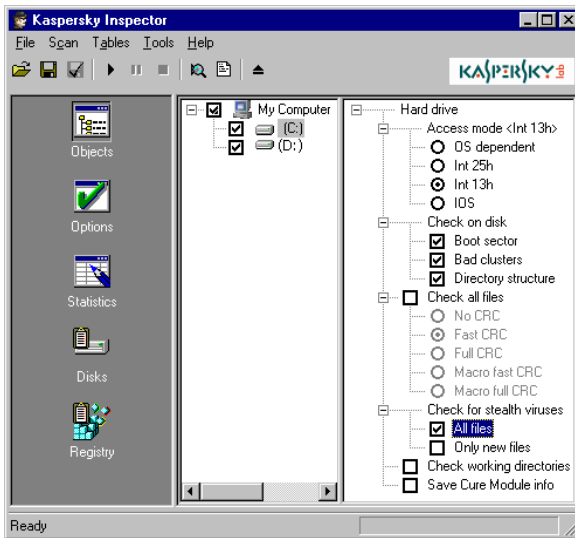 Kaspersky Inspector
File Scan Tables Tools Help
KASPERSKY lab
Objects
Options
Statistics
Disks
Registry
My Computer
(C:)
(D:)
Hard drive
Access mode <Int 13h>
OS dependent
Int 25h
Int 13h
IOS
Check on disk
Boot sector
Bad clusters
Directory structure
Check all files
No CRC
Fast CRC
Full CRC
Macro fast CRC
Macro full CRC
Check for stealth viruses
All files
Only new files
Check working directories
Save Cure Module info
Ready